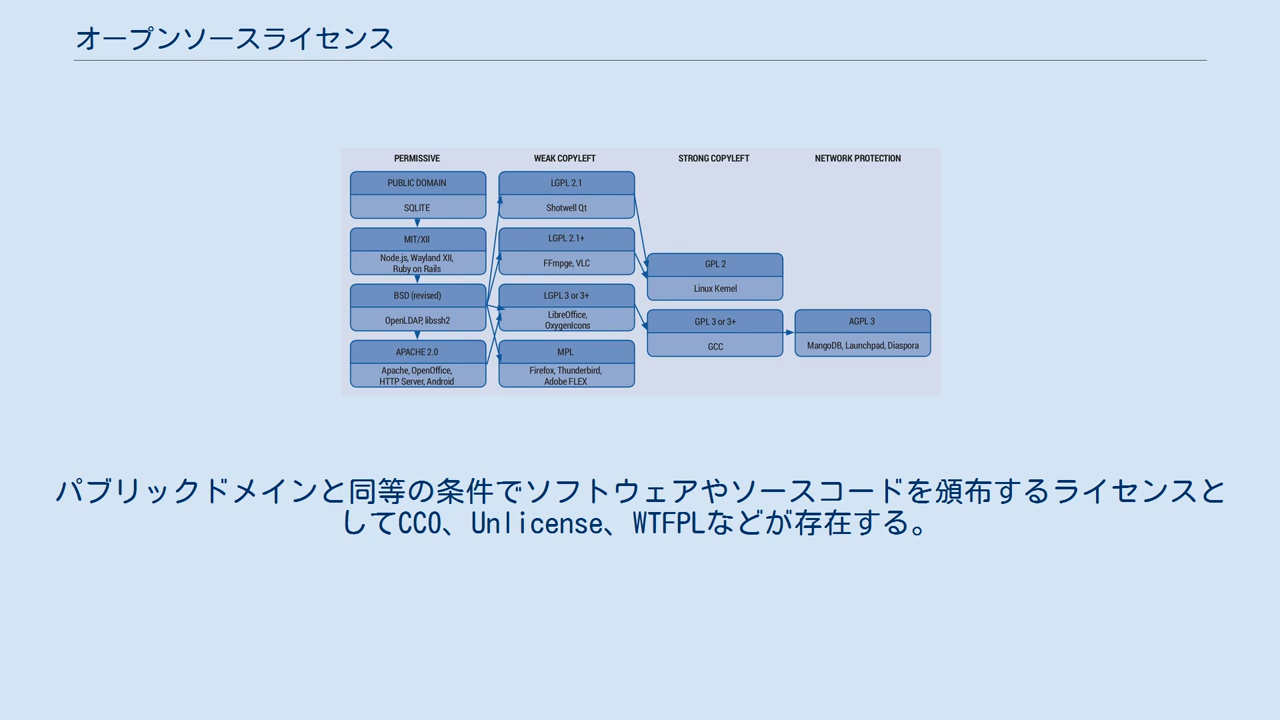 オープンソースライセンス
PERMISSIVE
WEAK COPYLEFT
STRONG COPYLEFT
NETWORK PROTECTION
PUBLIC DOMAIN
SQLITE
MIT/XII
Node.js, Wayland XII,
Ruby on Rails
BSD (revised)
OpenLDAP, libssh2
APACHE 2.0
Apache, OpenOffice,
HTTP Server, Android
LGPL 2.1
Shotwell Qt
LGPL 2.1+
FFmpge, VLC
LGPL 3 or 3+
LibreOffice,
OxygenIcons
MPL
Firefox, Thunderbird,
Adobe FLEX
GPL 2
Linux Kernel
GPL 3 or 3+
GCC
AGPL 3
MangoDB, Launchpad, Diaspora
パブリックドメインと同等の条件でソフトウェアやソースコードを頒布するライセンスと
してCC0、Unlicense、WTFPLなどが存在する。